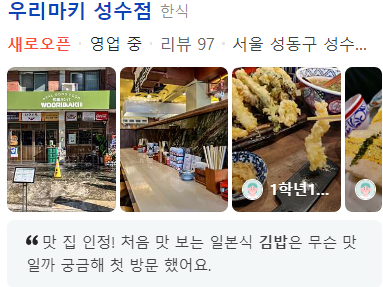 우리마키 성수점 한식
새로오픈 · 영업 중 · 리뷰 97 · 서울 성동구 성수...
WOORIMAKI
1학년1...
맛 집 인정! 처음 맛 보는 일본식 김밥은 무슨 맛
일까 궁금해 첫 방문 했어요.